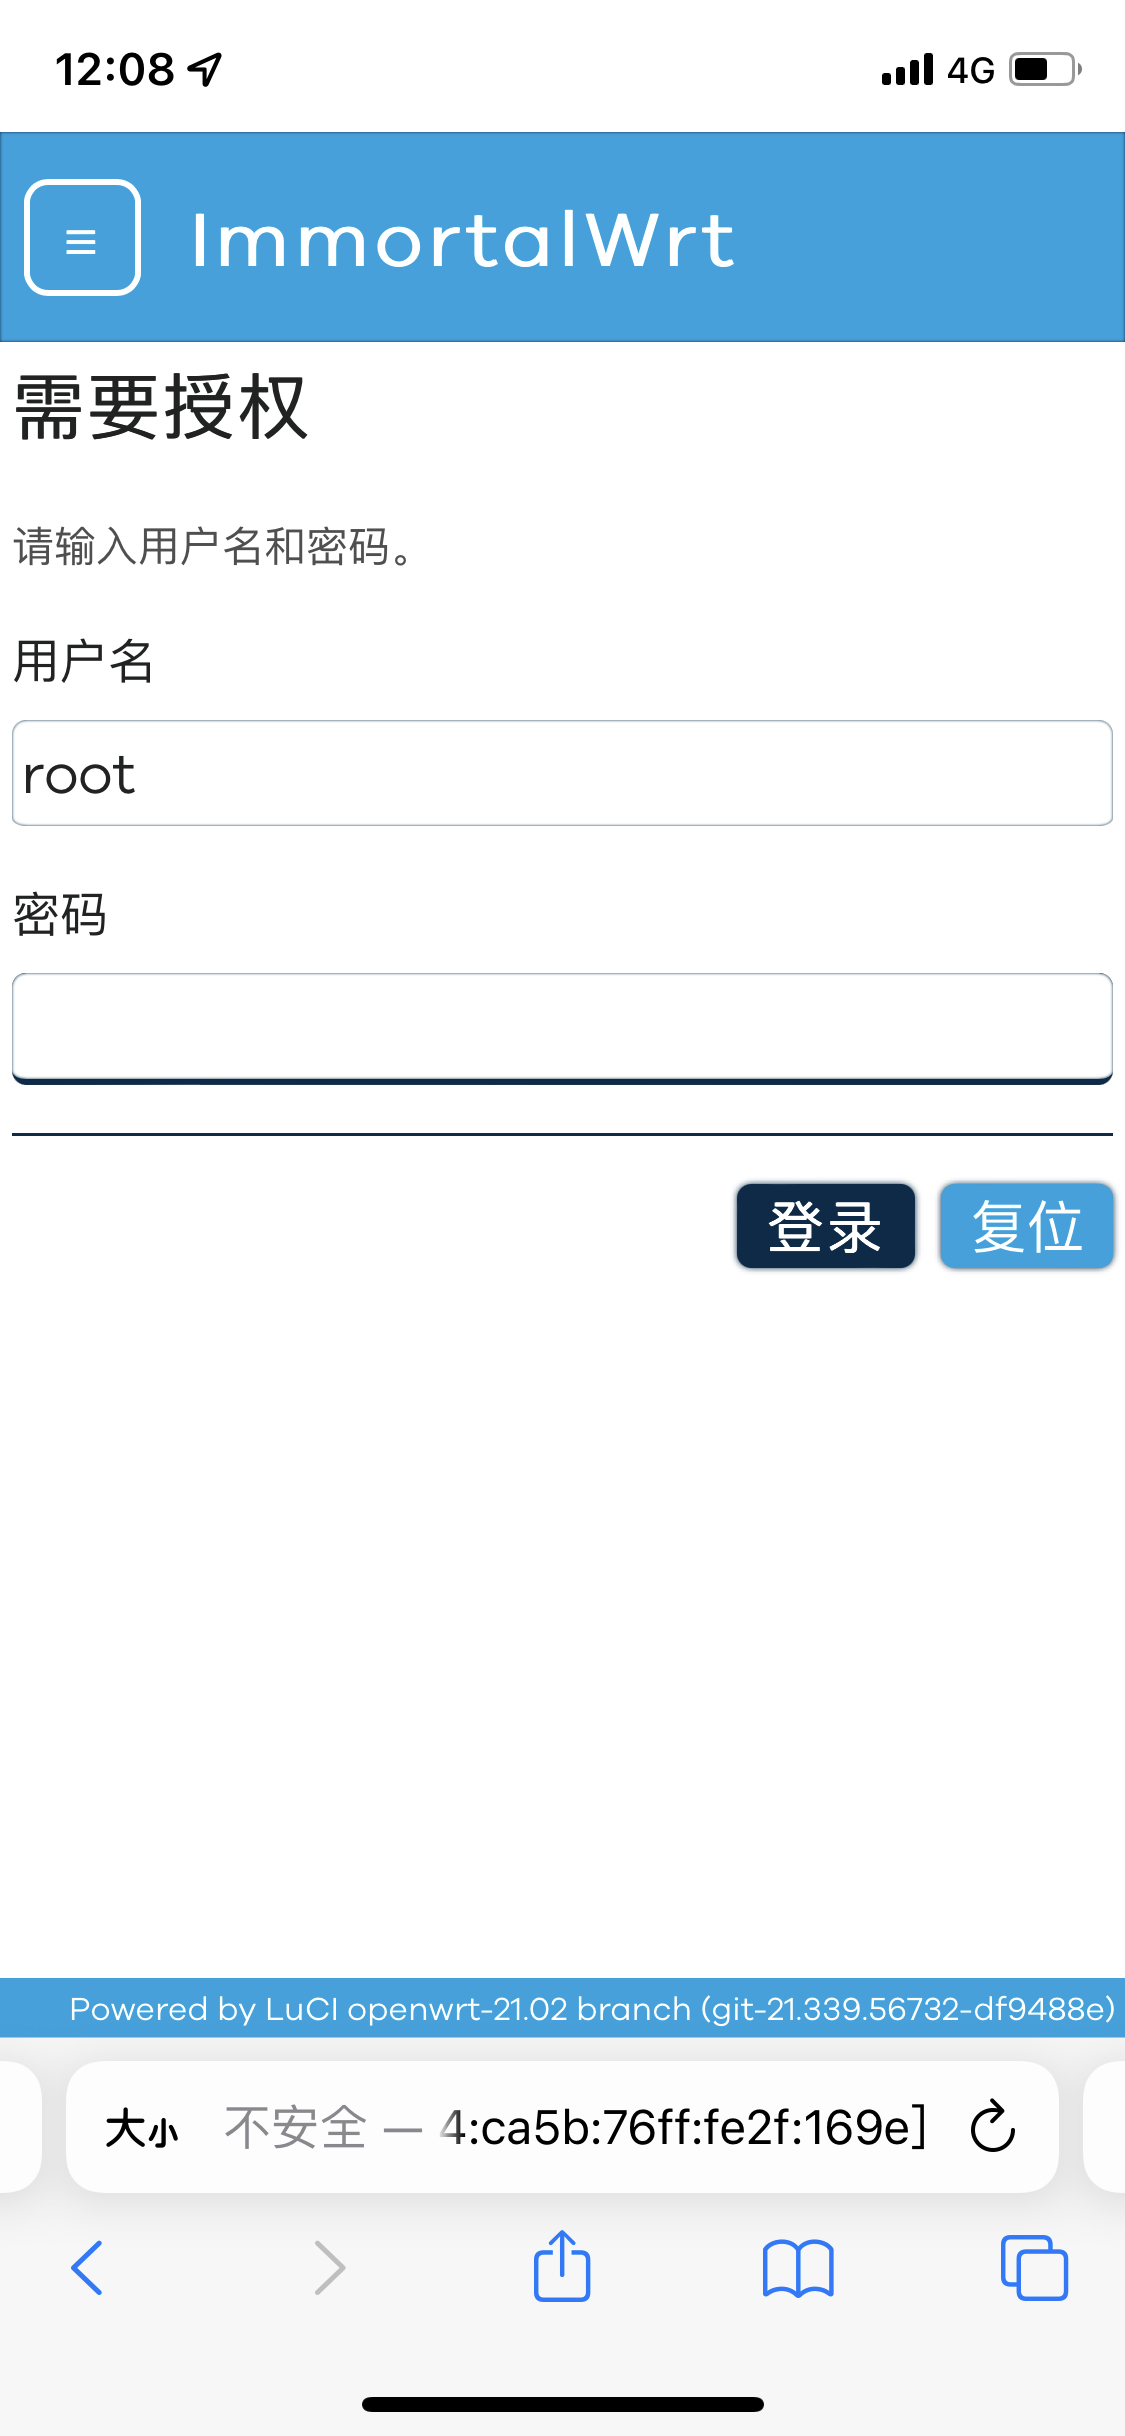 12:08
4G
≡
ImmortalWrt
需要授权
请输入用户名和密码。
用户名
root
密码
登录 复位
Powered by LuCI openwrt-21.02 branch (git-21.339.56732-df9488e)
大小 不安全 — 4:ca5b:76ff:fe2f:169e]